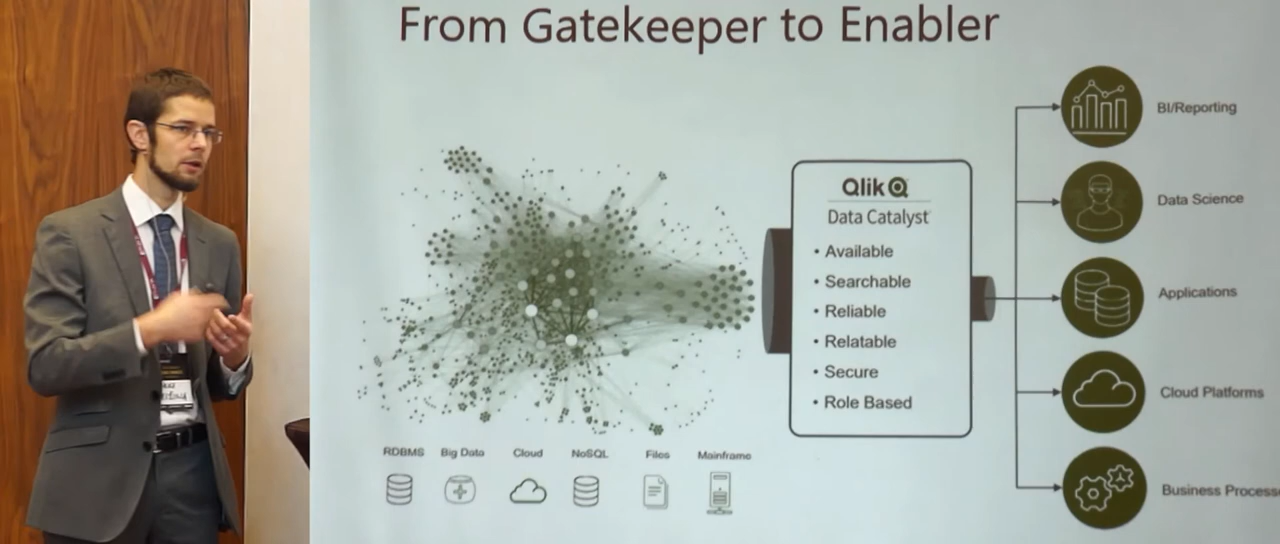 From Gatekeeper to Enabler
Qlik
Data Catalyst
• Available
• Searchable
• Reliable
• Relatable
• Secure
• Role Based
BI/Reporting
Data Science
Applications
Cloud Platforms
Business Process
RDBMS Big Data Cloud NoSQL Files Mainframe